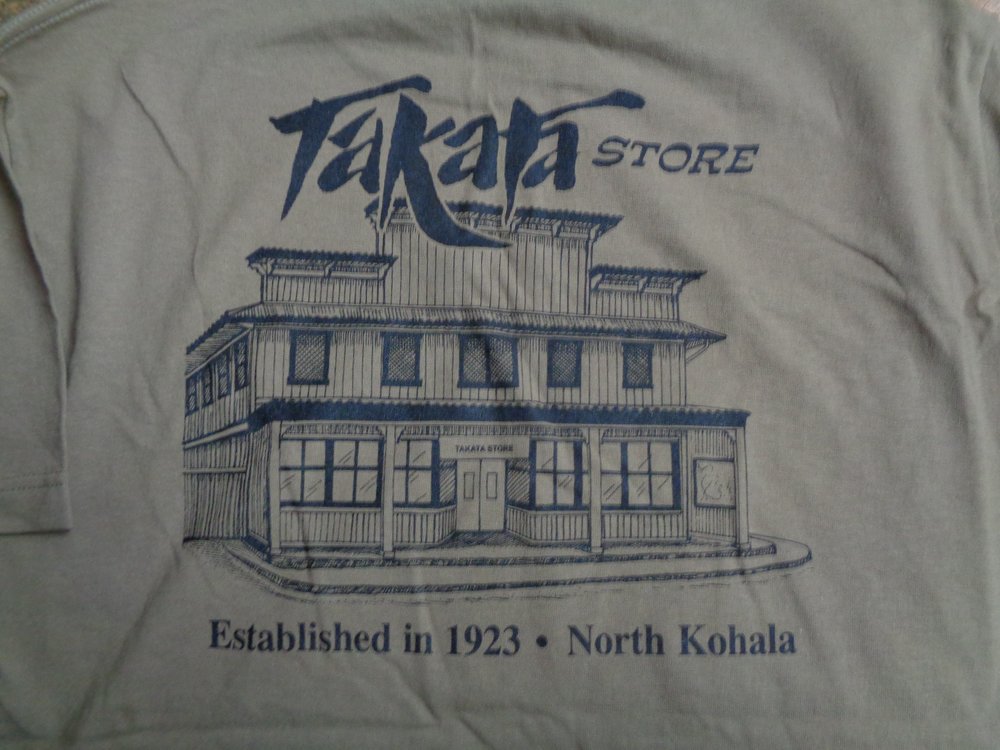 Takata STORE
TAKATA STORE
Established in 1923 • North Kohala